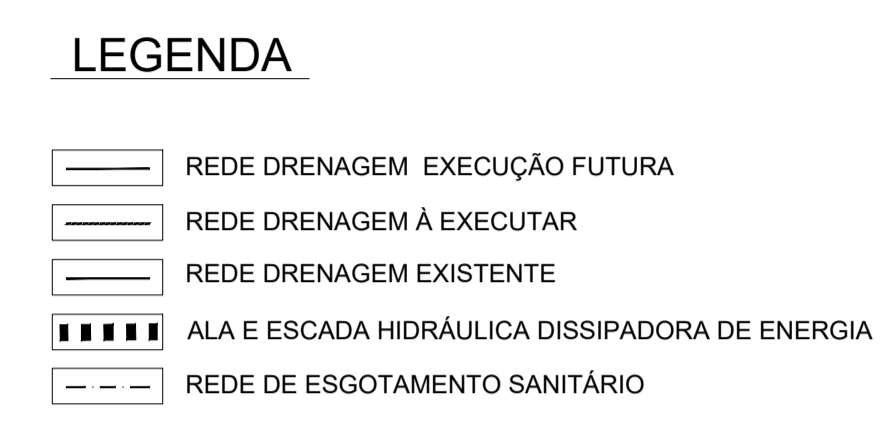 LEGENDA
REDE DRENAGEM EXECUÇÃO FUTURA
REDE DRENAGEM À EXECUTAR
REDE DRENAGEM EXISTENTE
ALA E ESCADA HIDRÁULICA DISSIPADORA DE ENERGIA
REDE DE ESGOTAMENTO SANITÁRIO